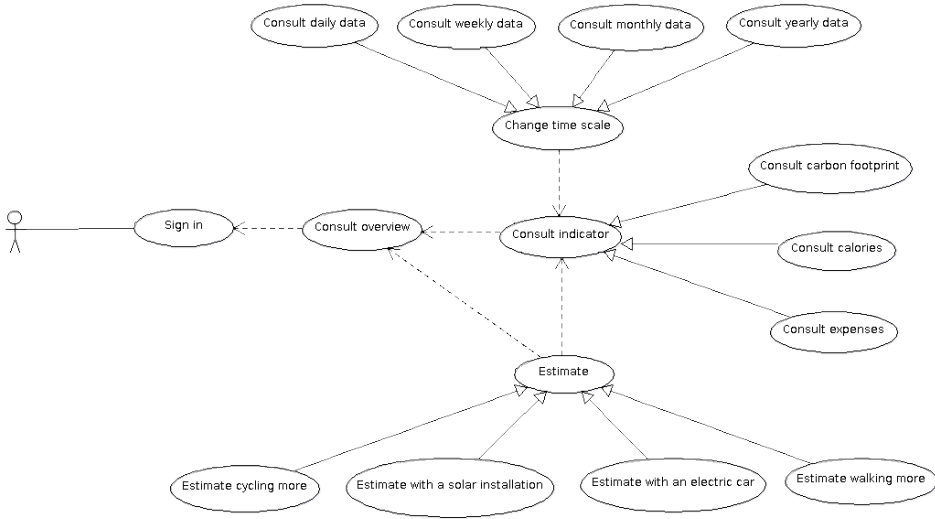 Consult daily data
Consult weekly data
Consult monthly data
Consult yearly data
Change time scale
Consult carbon footprint
Sign in
Consult overview
Consult indicator
Consult calories
Consult expenses
Estimate
Estimate cycling more
Estimate with a solar installation
Estimate with an electric car
Estimate walking more